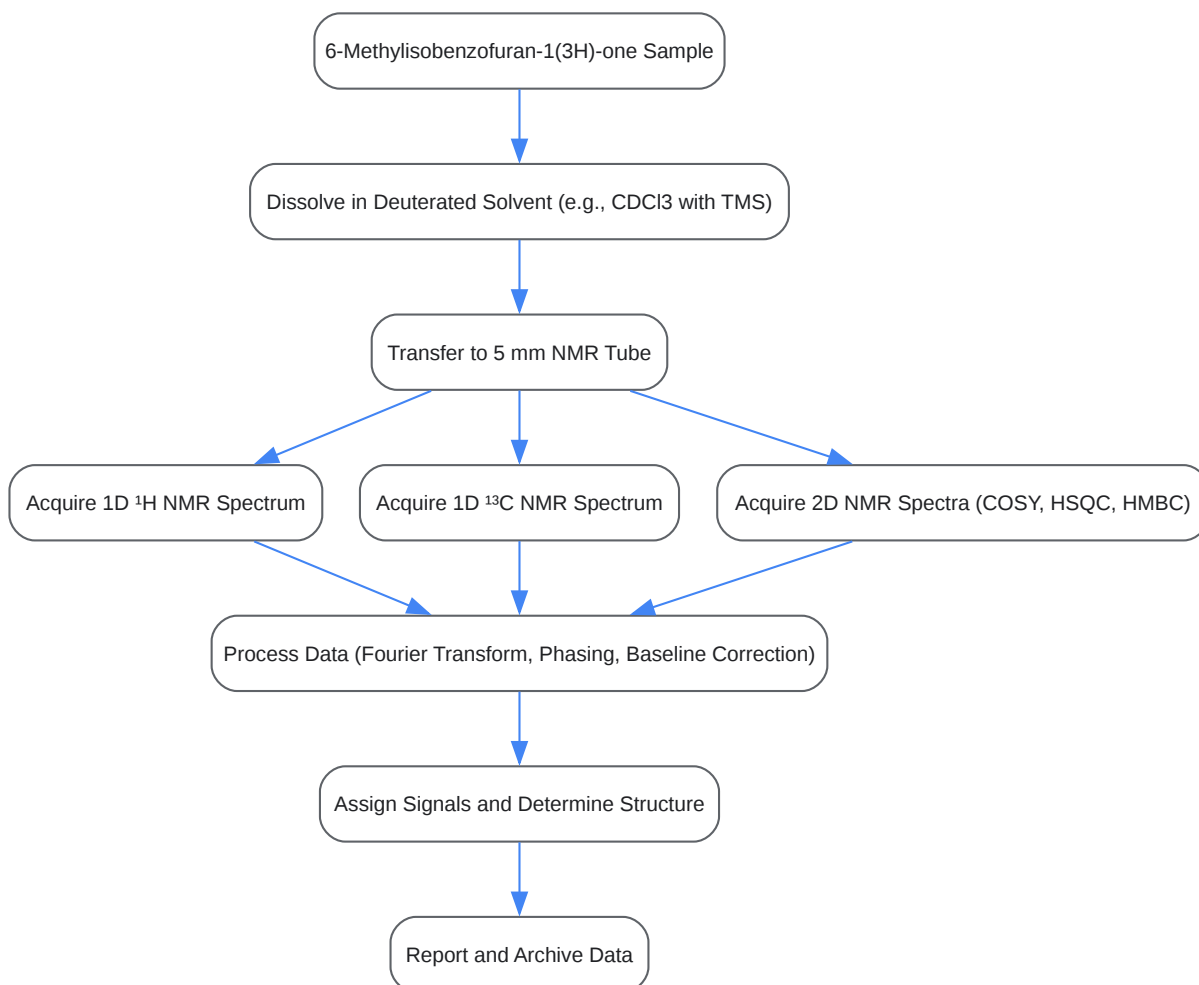 6-Methylisobenzofuran-1(3H)-one Sample
Dissolve in Deuterated Solvent (e.g., CDCl3 with TMS)
Transfer to 5 mm NMR Tube
Acquire 1D ¹H NMR Spectrum
Acquire 1D ¹³C NMR Spectrum
Acquire 2D NMR Spectra (COSY, HSQC, HMBC)
Process Data (Fourier Transform, Phasing, Baseline Correction)
Assign Signals and Determine Structure
Report and Archive Data